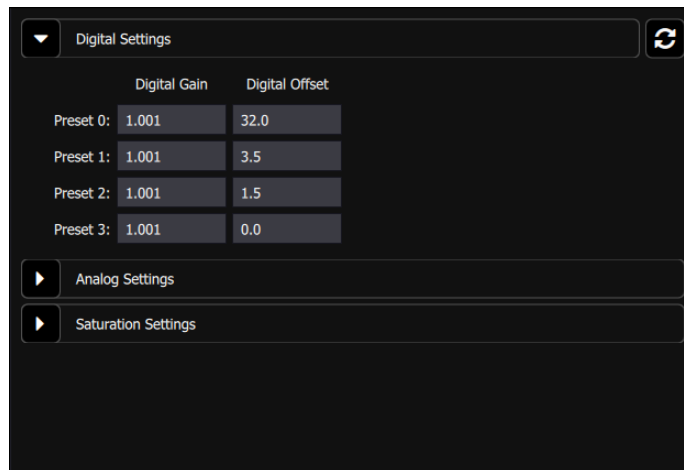 Digital Settings
Digital Gain Digital Offset
Preset 0: 1.001 32.0
Preset 1: 1.001 3.5
Preset 2: 1.001 1.5
Preset 3: 1.001 0.0
Analog Settings
Saturation Settings